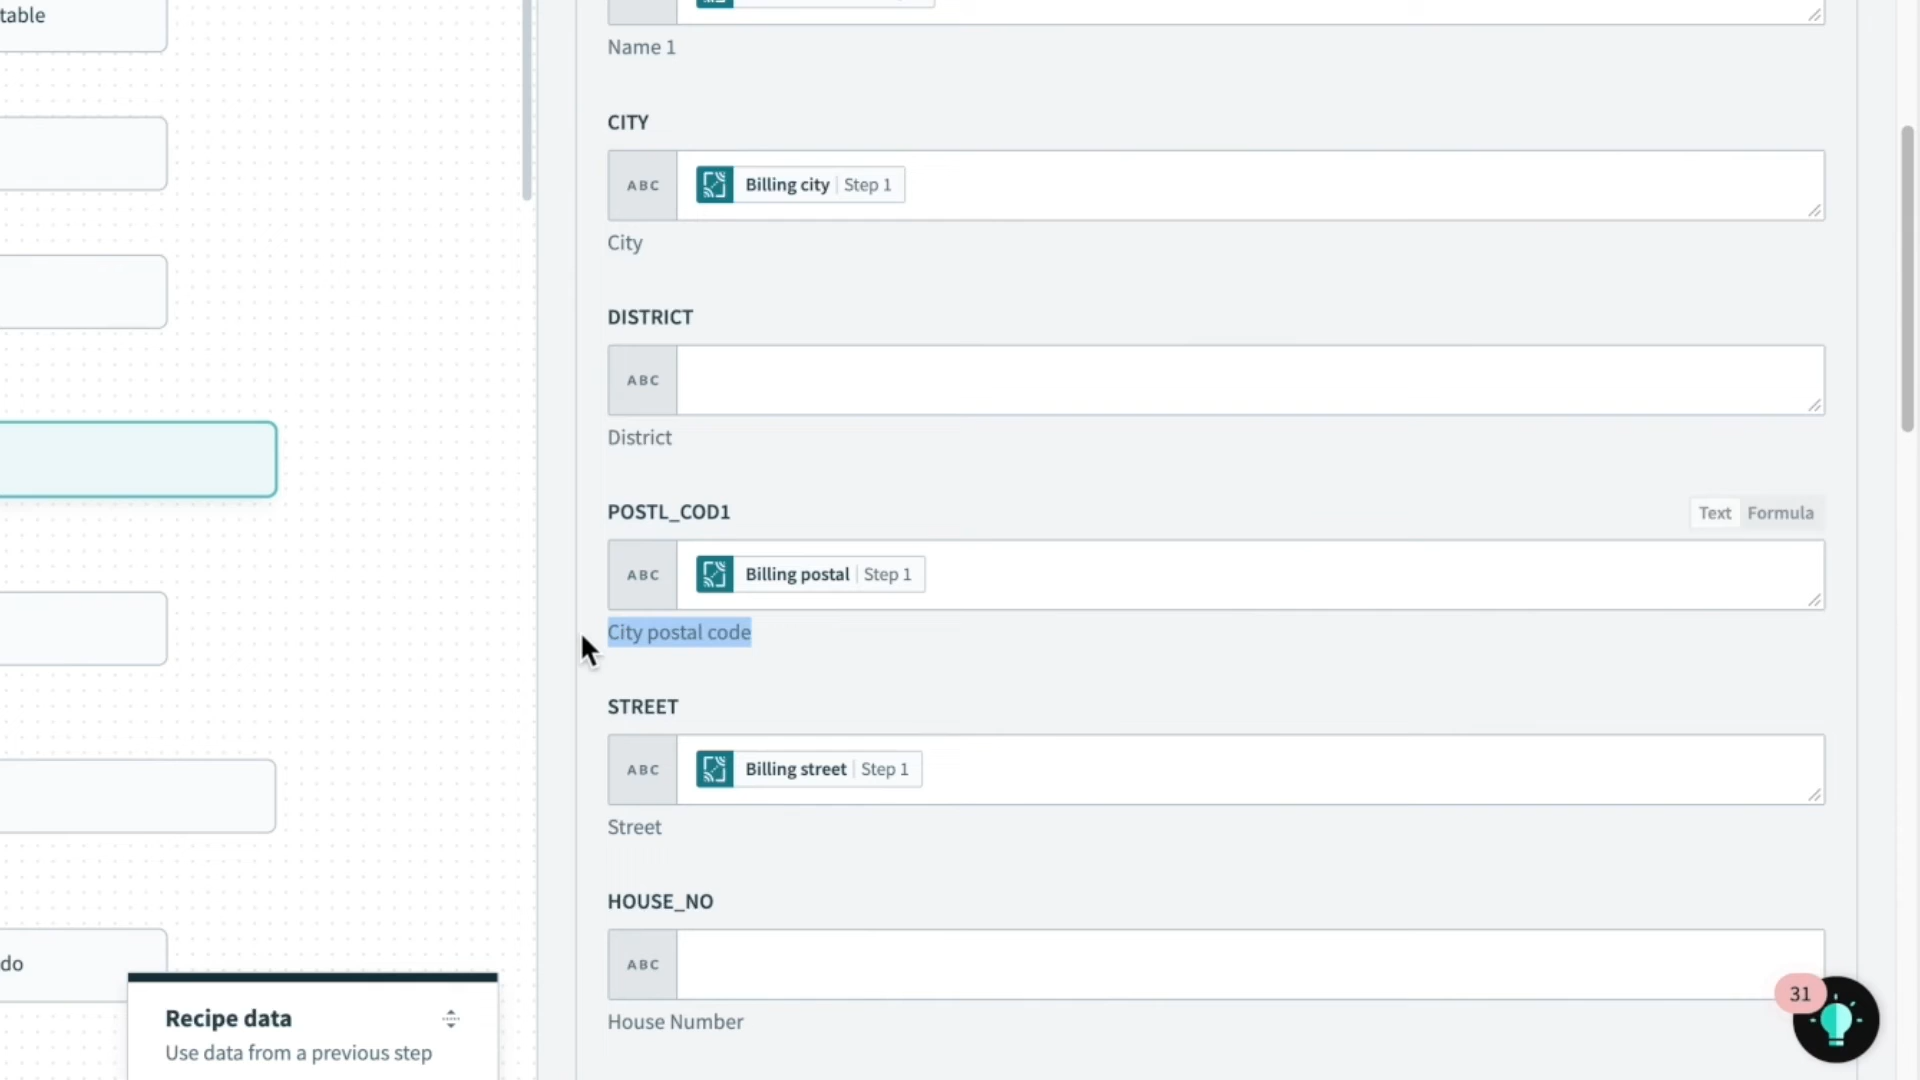 table
Name 1
CITY
ABC Billing city Step 1
City
DISTRICT
ABC
District
POSTL_COD1 Text Formula
ABC Billing postal Step 1
City postal code
STREET
ABC Billing street Step 1
Street
HOUSE_NO
ABC
House Number
do
Recipe data
Use data from a previous step
31